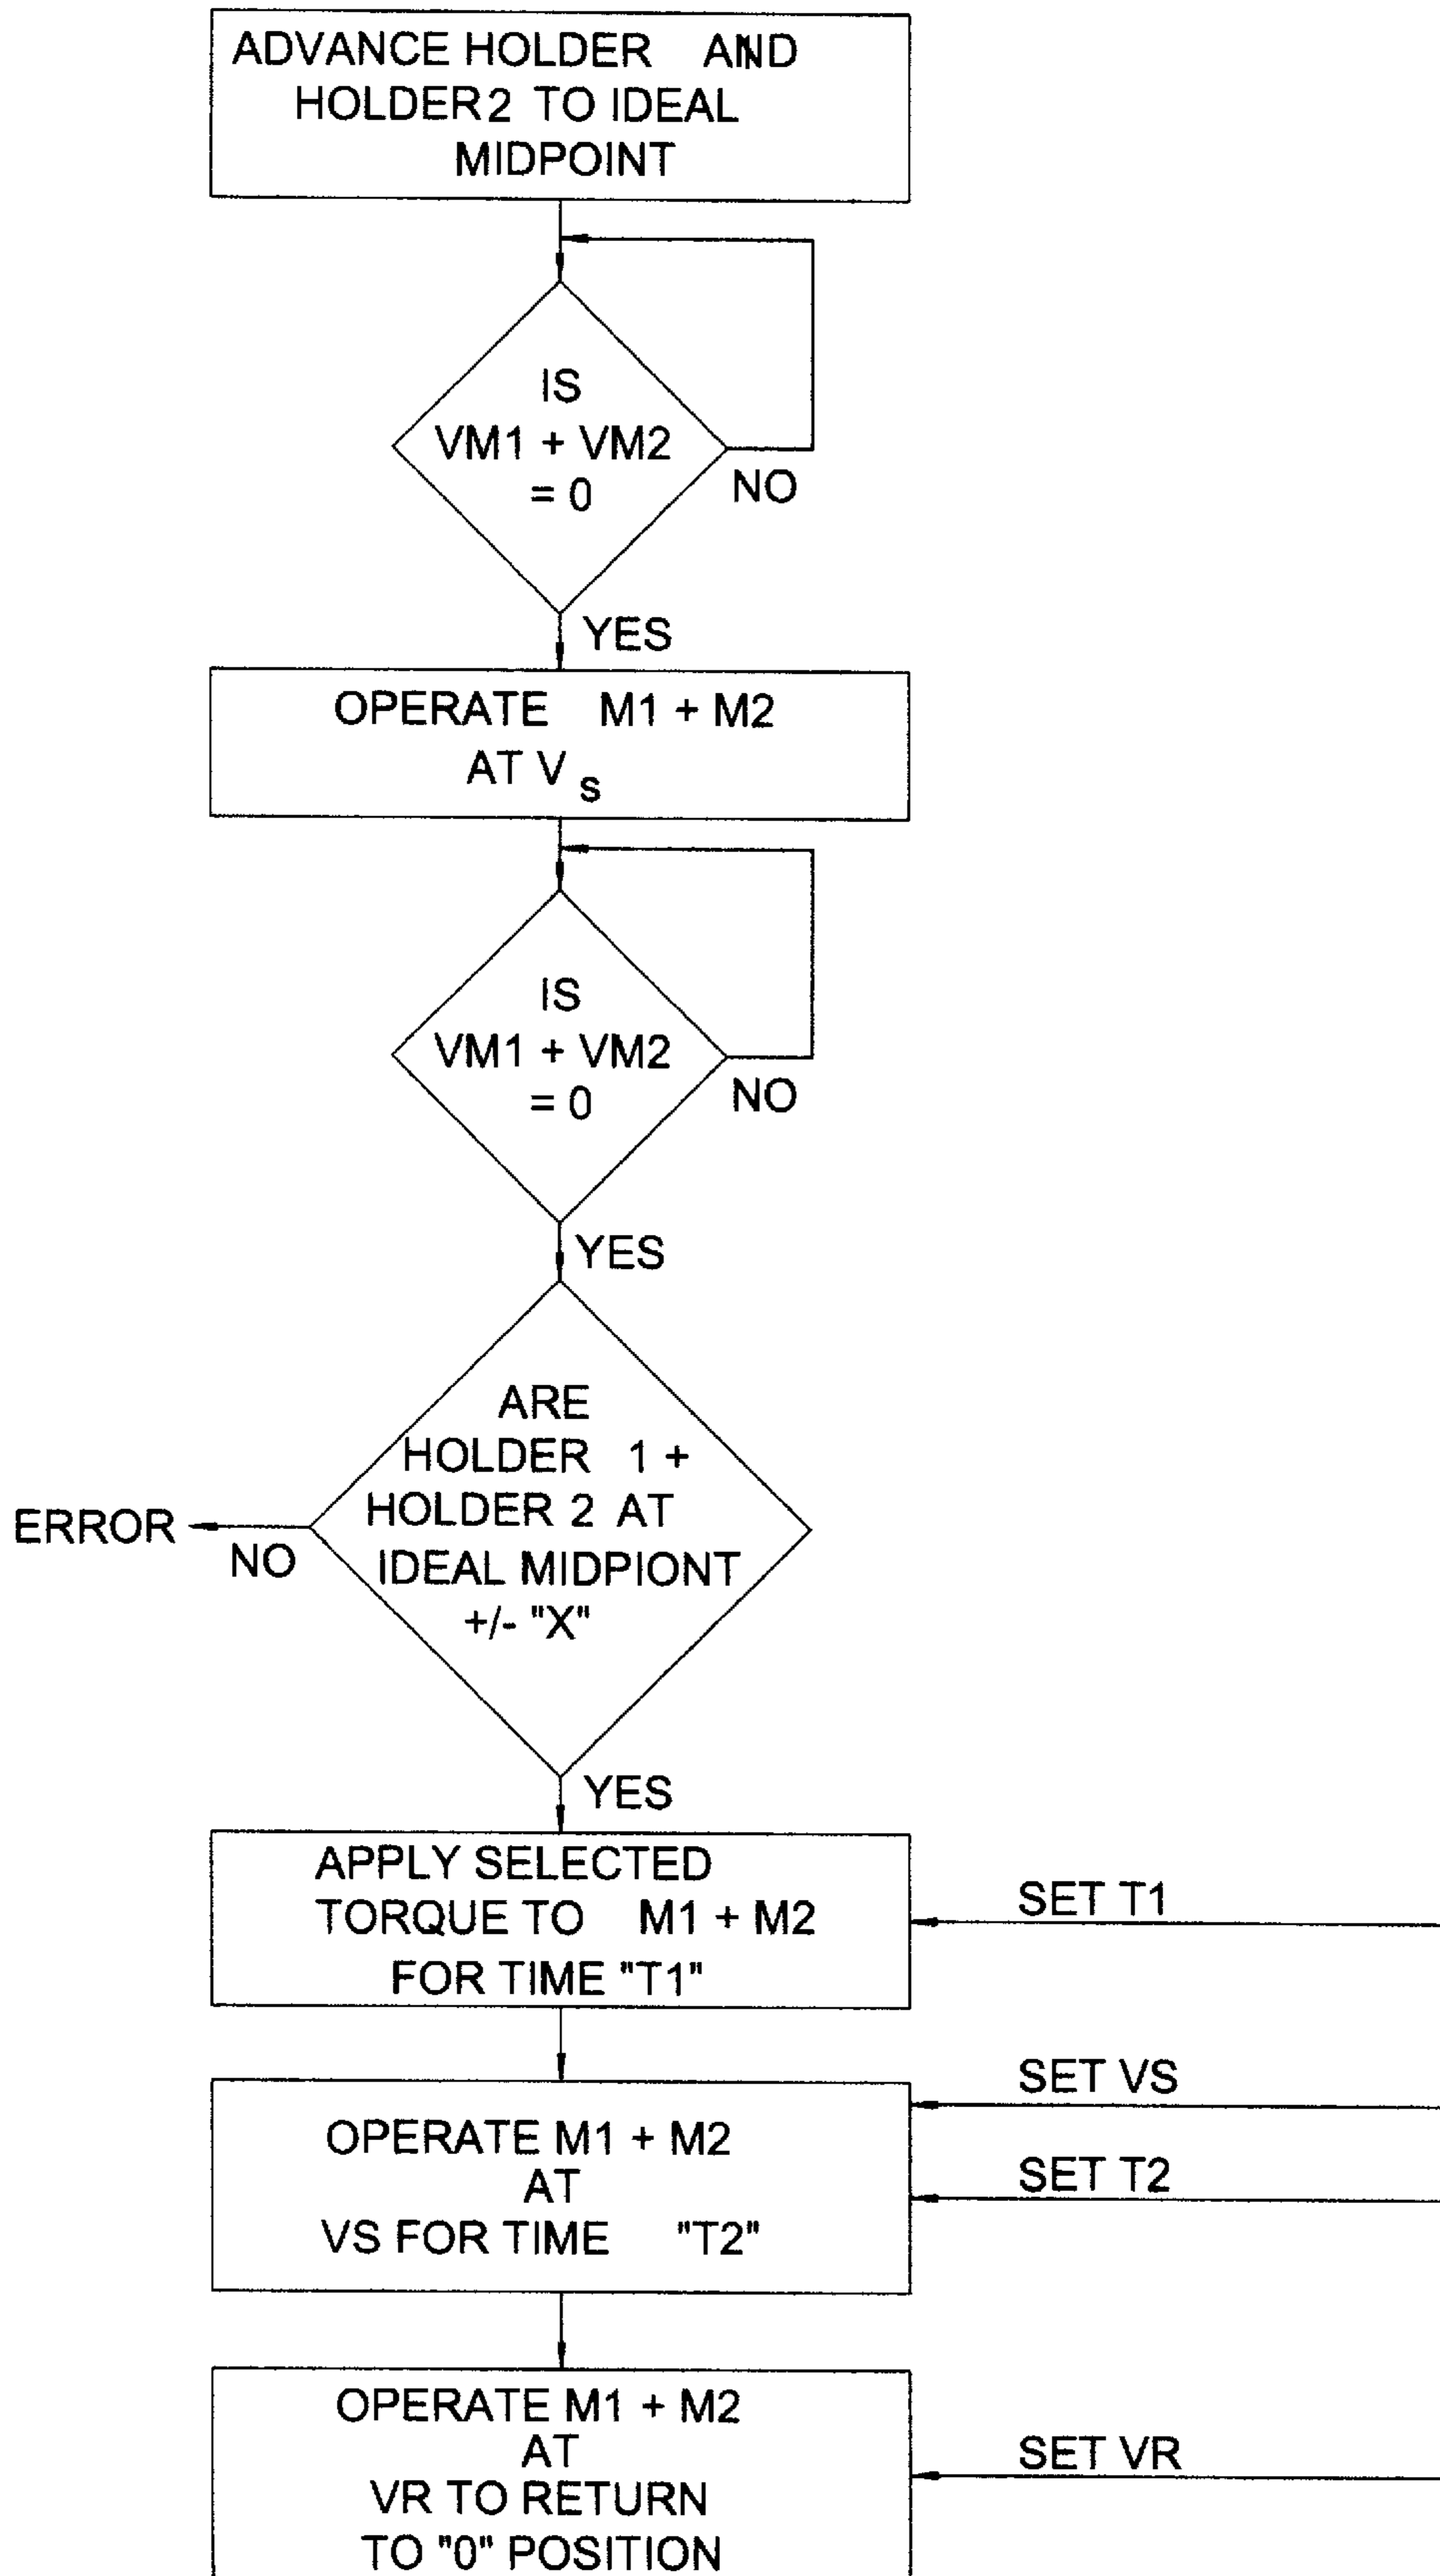 ADVANCE HOLDER AND
HOLDER2 TO IDEAL
MIDPOINT
IS
VM1 + VM2
= 0
NO
YES
OPERATE M1 + M2
AT Vs
IS
VM1 + VM2
= 0
NO
YES
ARE
HOLDER 1 +
HOLDER 2 AT
IDEAL MIDPIONT
+/- "X"
ERROR
NO
YES
APPLY SELECTED
TORQUE TO M1 + M2
FOR TIME "T1"
SET T1
OPERATE M1 + M2
AT
VS FOR TIME "T2"
SET VS
SET T2
OPERATE M1 + M2
AT
VR TO RETURN
TO "0" POSITION
SET VR